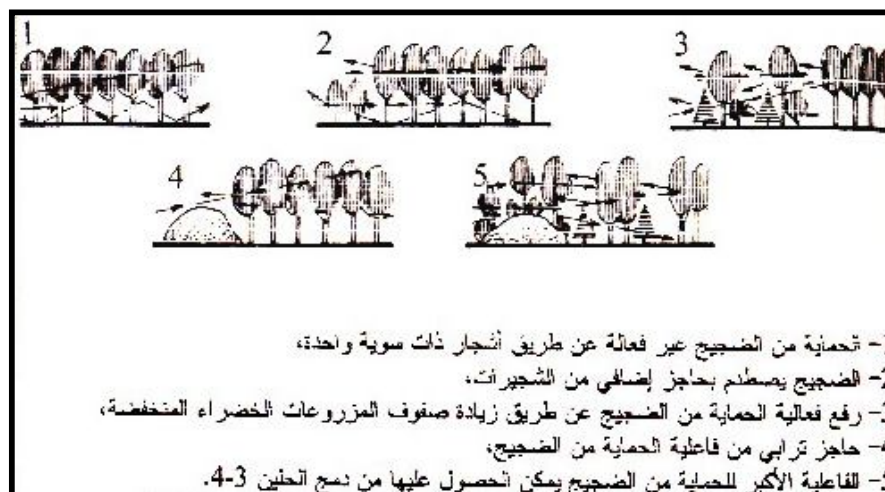 1
2
3
4
5
- الحماية من الضجيج غير فعالة عن طريق أشجار ذات سوية واحدة،
- الضجيج يصطدم بحاجز إضافي من الشجيرات،
- رفع فعالية الحماية من الضجيج عن طريق زيادة صفوف المزروعات الخضراء المنخفضة،
- حاجز ترابي من فاعلية الحماية من الضجيج،
- الفاعلية الأكبر للحماية من الضجيج يمكن الحصول عليها من دمج الحلين 3-4.